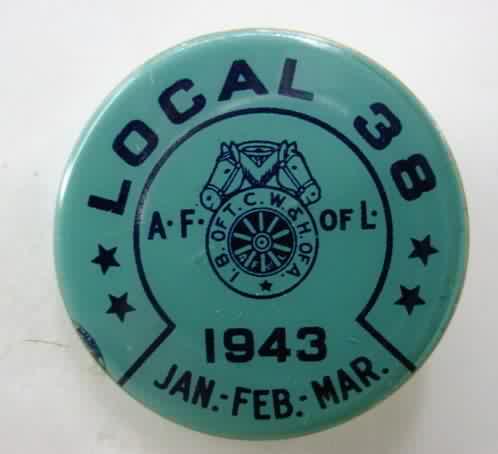 LOCAL 38
A.F. OF L.
I.B. OF T.C.W. & H. OF A.
A.F.L.
1943
JAN.-FEB.-MAR.